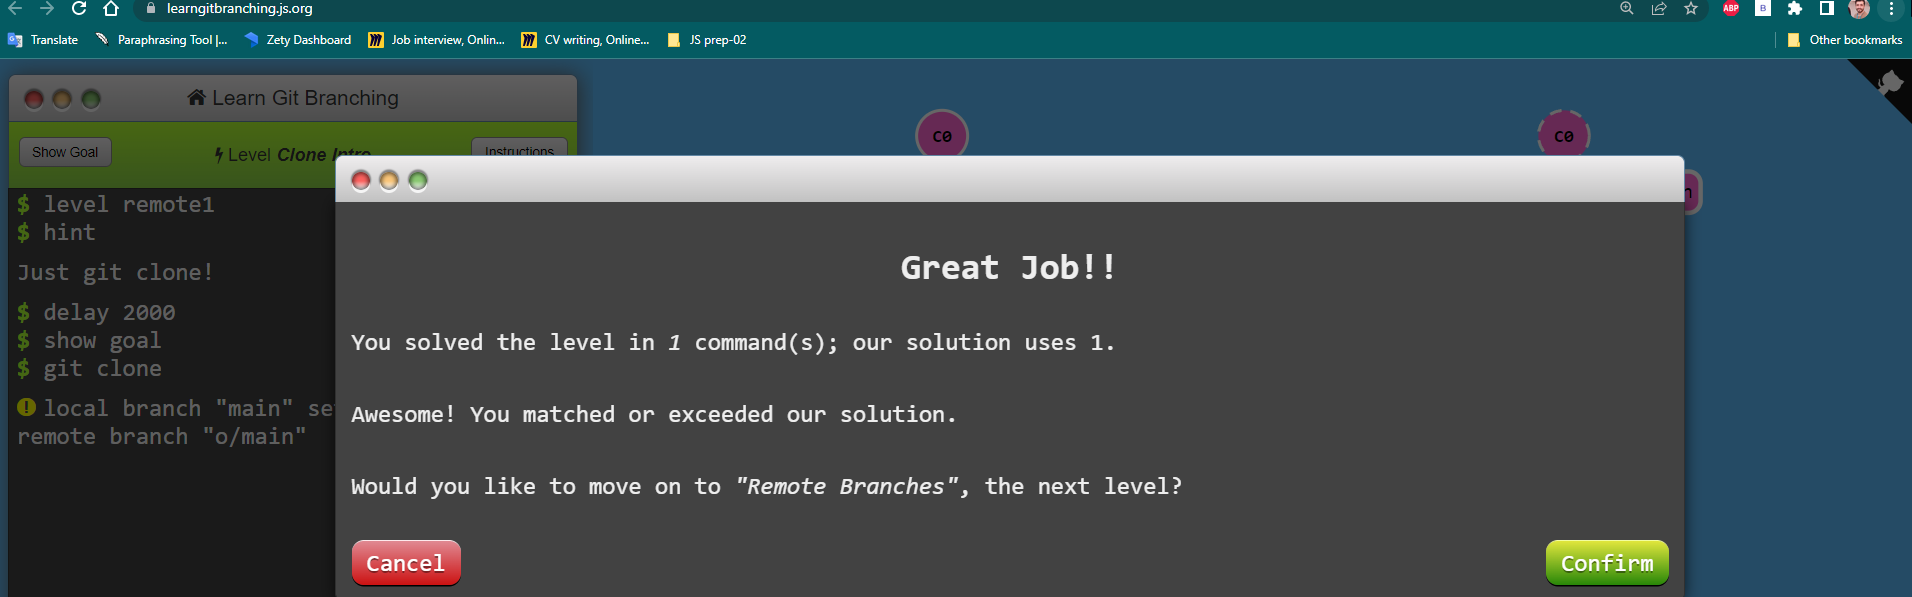 learngitbranching.js.org
ABP
B
Translate
Paraphrasing Tool |...
Zety Dashboard
Job interview, Onlin...
CV writing, Online...
JS prep-02
Other bookmarks
Learn Git Branching
Show Goal
Level Clone Intro
Instructions
C0
C0
$ level remote1
$ hint
Just git clone!
$ delay 2000
$ show goal
$ git clone
local branch "main" se
remote branch "o/main"
Great Job!!
You solved the level in 1 command(s); our solution uses 1.
Awesome! You matched or exceeded our solution.
Would you like to move on to "Remote Branches", the next level?
Cancel
Confirm